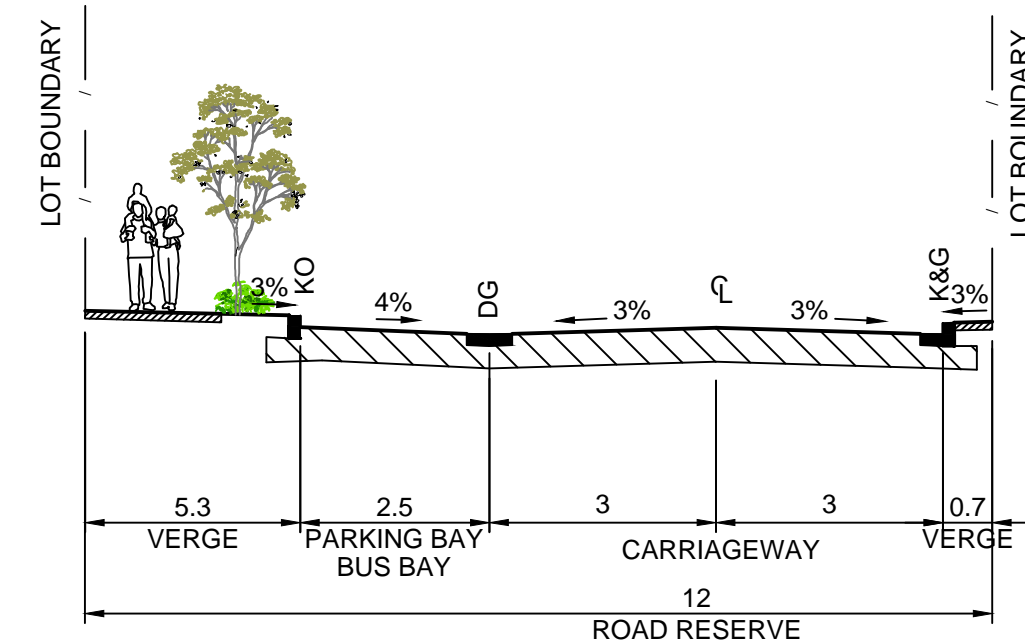 LOT BOUNDARY
LOT BOUNDARY
3%
KO
4%
DG
3%
℄
3%
K&G
3%
5.3
2.5
3
3
0.7
VERGE
PARKING BAY
BUS BAY
CARRIAGEWAY
VERGE
12
ROAD RESERVE